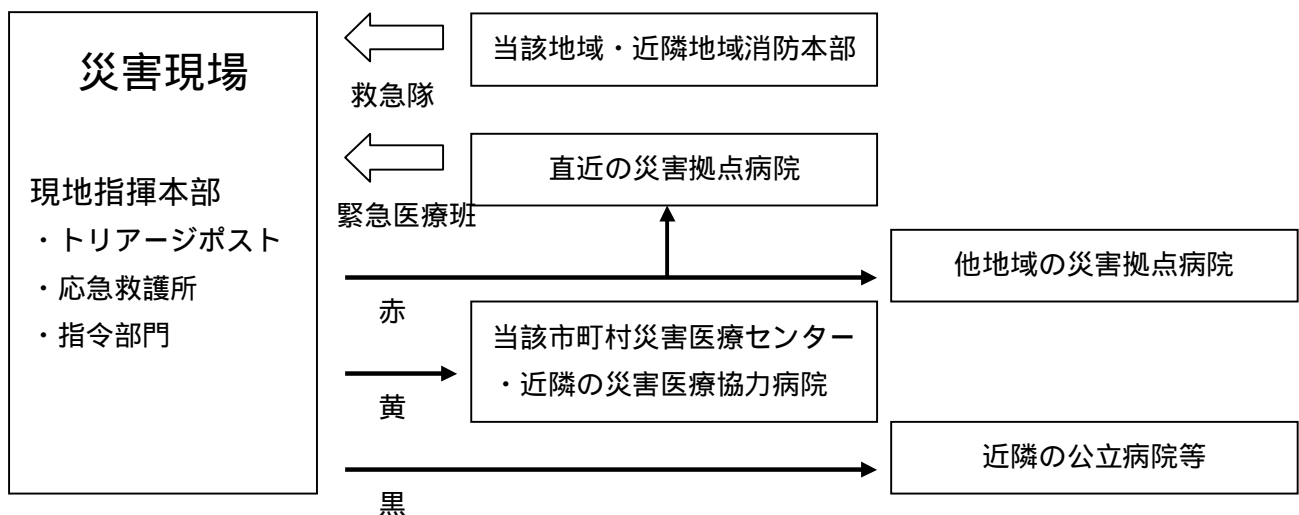 災害現場
現地指揮本部
・トリアージポスト
・応急救護所
・指令部門
当該地域・近隣地域消防本部
救急隊
直近の災害拠点病院
緊急医療班
他地域の災害拠点病院
赤
当該市町村災害医療センター
・近隣の災害医療協力病院
黄
近隣の公立病院等
黒